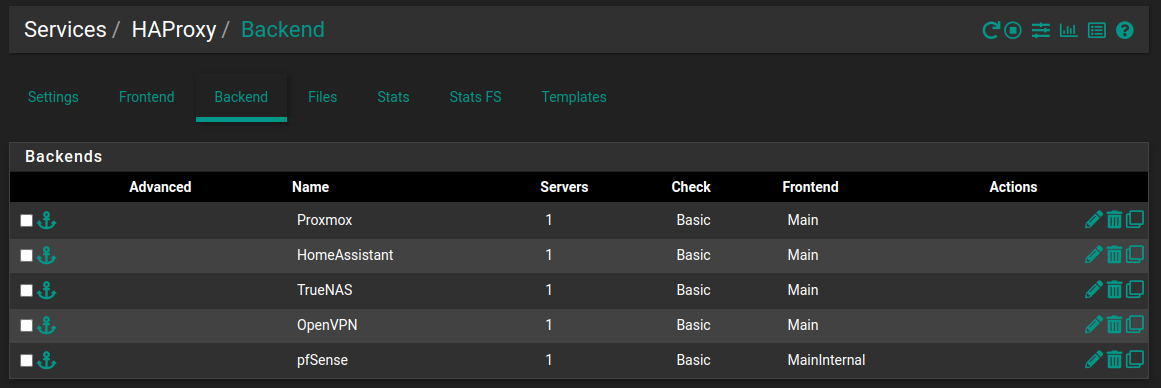 Services / HAProxy / Backend
Settings Frontend Backend Files Stats Stats FS Templates
Backends
Advanced Name Servers Check Frontend Actions
Proxmox 1 Basic Main
HomeAssistant 1 Basic Main
TrueNAS 1 Basic Main
OpenVPN 1 Basic Main
pfSense 1 Basic MainInternal